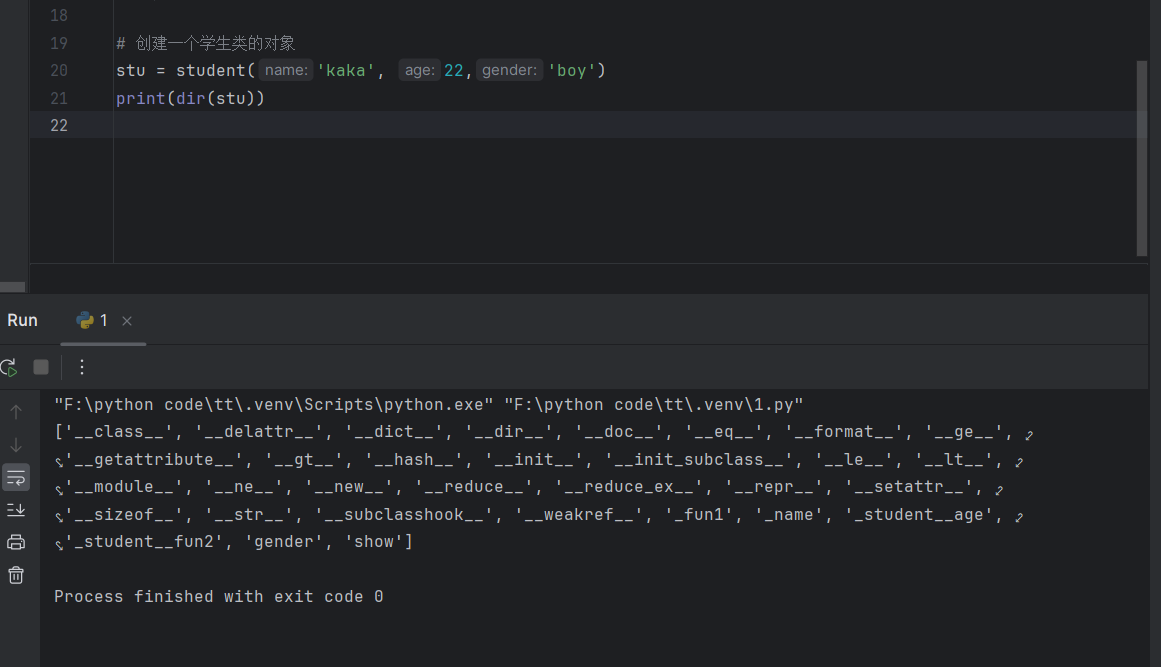 18
19 # 创建一个学生类的对象
20 stu = student( name: 'kaka', age: 22, gender: 'boy')
21 print(dir(stu))
22
Run 1 ×
"F:\python code\tt\.venv\Scripts\python.exe" "F:\python code\tt\.venv\1.py"
['__class__', '__delattr__', '__dict__', '__dir__', '__doc__', '__eq__', '__format__', '__ge__',
'__getattribute__', '__gt__', '__hash__', '__init__', '__init_subclass__', '__le__', '__lt__',
'__module__', '__ne__', '__new__', '__reduce__', '__reduce_ex__', '__repr__', '__setattr__',
'__sizeof__', '__str__', '__subclasshook__', '__weakref__', '_fun1', '_name', '_student__age',
'_student__fun2', 'gender', 'show']
Process finished with exit code 0